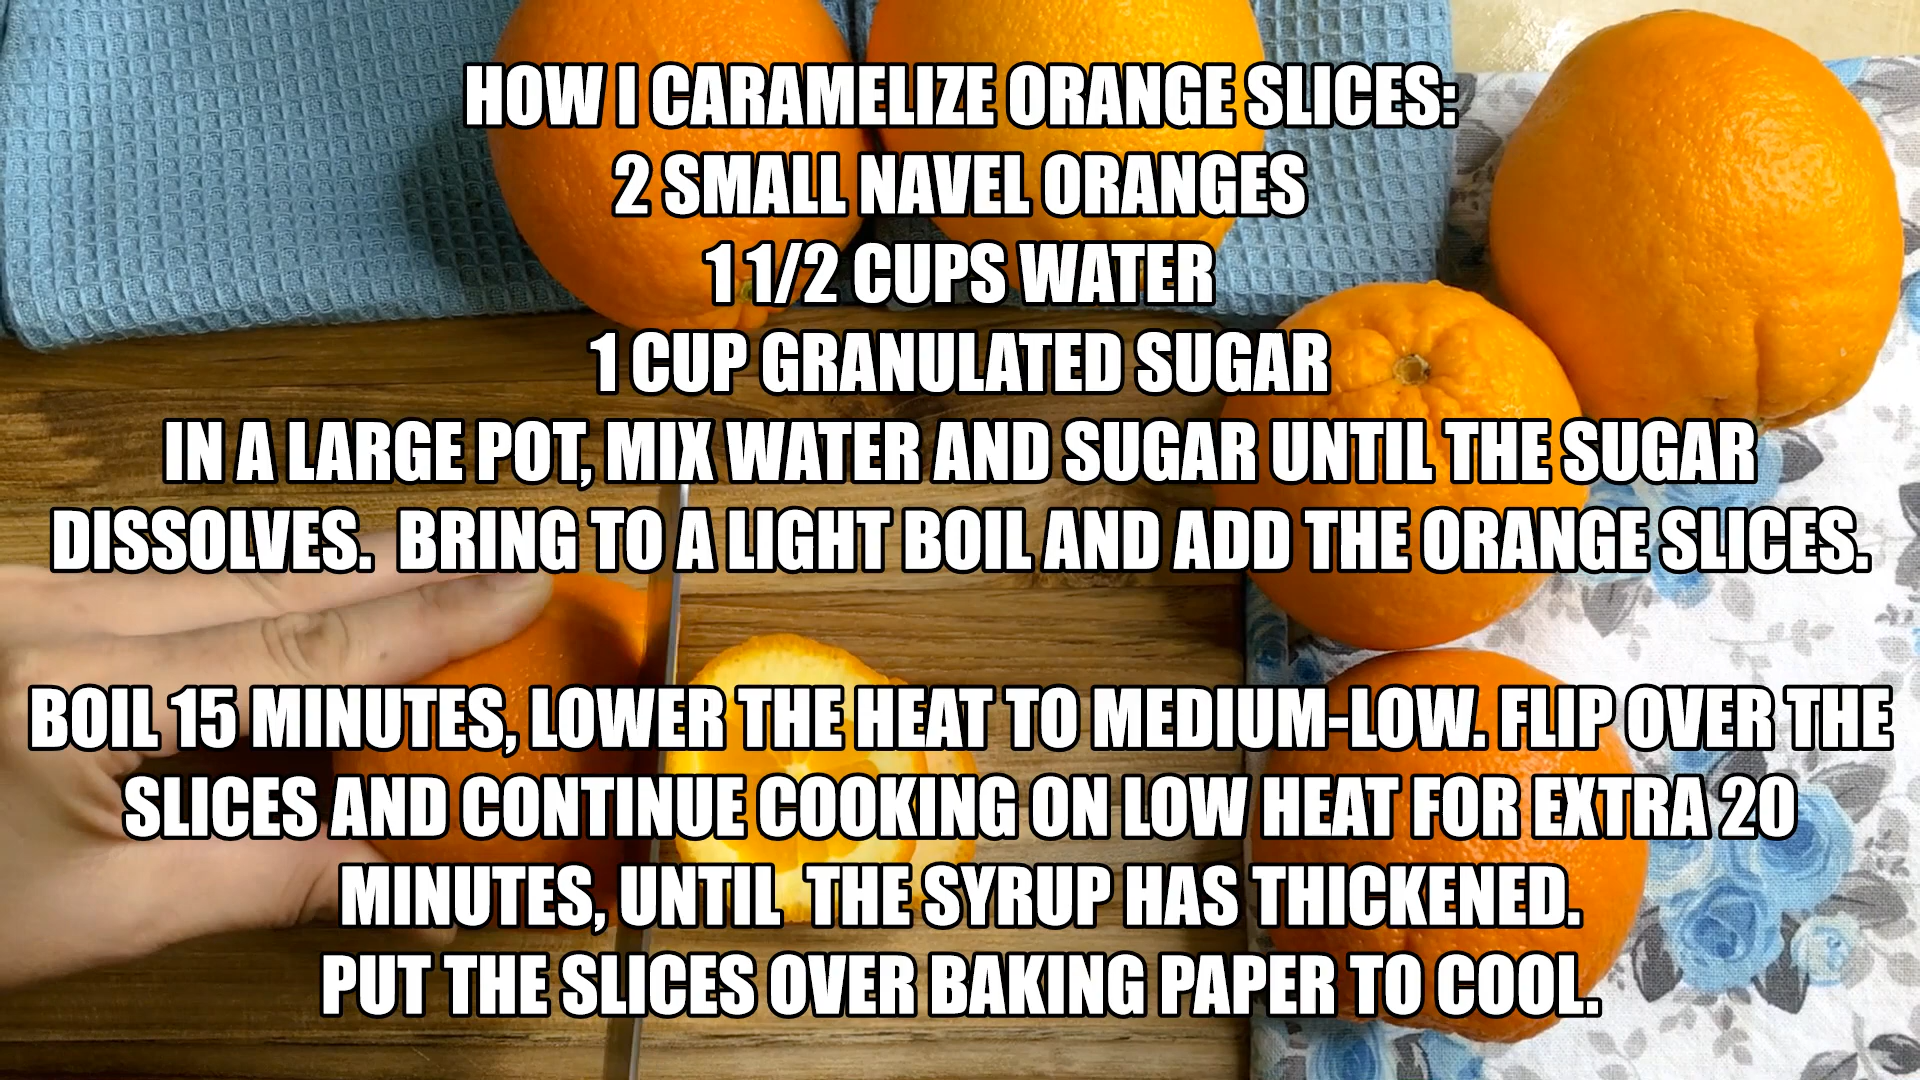 HOW I CARAMELIZE ORANGE SLICES:
2 SMALL NAVEL ORANGES
1 1/2 CUPS WATER
1 CUP GRANULATED SUGAR
IN A LARGE POT, MIX WATER AND SUGAR UNTIL THE SUGAR
DISSOLVES. BRING TO A LIGHT BOIL AND ADD THE ORANGE SLICES.
BOIL 15 MINUTES, LOWER THE HEAT TO MEDIUM-LOW. FLIP OVER THE
SLICES AND CONTINUE COOKING ON LOW HEAT FOR EXTRA 20
MINUTES, UNTIL THE SYRUP HAS THICKENED.
PUT THE SLICES OVER BAKING PAPER TO COOL.